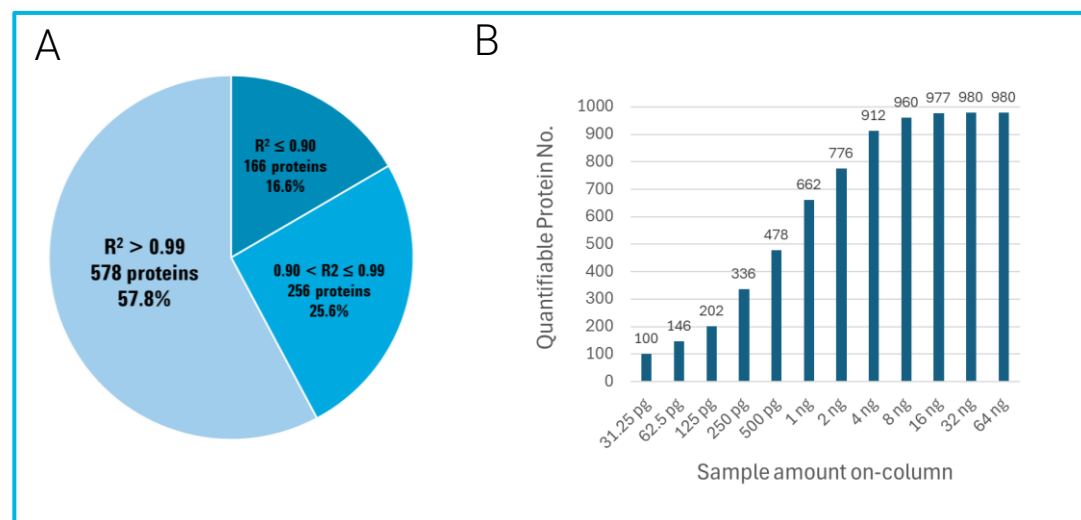 A
R² ≤ 0.90
166 proteins
16.6%
R² > 0.99
578 proteins
57.8%
0.90 < R2 ≤ 0.99
256 proteins
25.6%
B
Quantifiable Protein No.
1000
900
800
700
600
500
400
300
200
100
0
100
146
202
336
478
662
776
912
960
977
980
980
31.25 pg
62.5 pg
125 pg
250 pg
500 pg
1 ng
2 ng
4 ng
8 ng
16 ng
32 ng
64 ng
Sample amount on-column